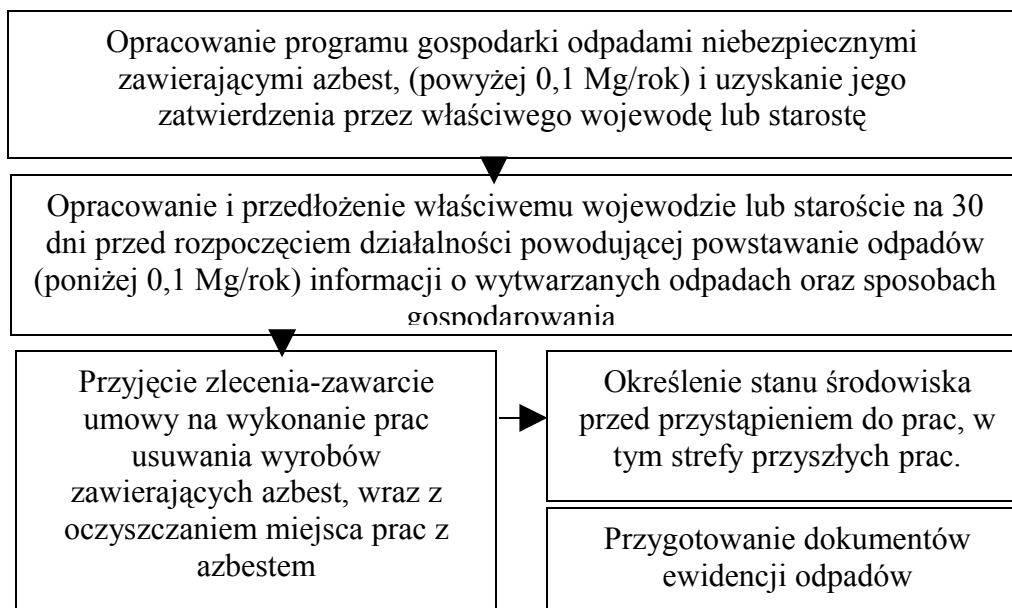 Opracowanie programu gospodarki odpadami niebezpiecznymi
zawierającymi azbest, (powyżej 0,1 Mg/rok) i uzyskanie jego
zatwierdzenia przez właściwego wojewodę lub starostę
Opracowanie i przedłożenie właściwemu wojewodzie lub staroście na 30
dni przed rozpoczęciem działalności powodującej powstawanie odpadów
(poniżej 0,1 Mg/rok) informacji o wytwarzanych odpadach oraz sposobach
gospodarowania
Przyjęcie zlecenia-zawarcie
umowy na wykonanie prac
usuwania wyrobów
zawierających azbest, wraz z
oczyszczaniem miejsca prac z
azbestem
Określenie stanu środowiska
przed przystąpieniem do prac, w
tym strefy przyszłych prac.
Przygotowanie dokumentów
ewidencji odpadów